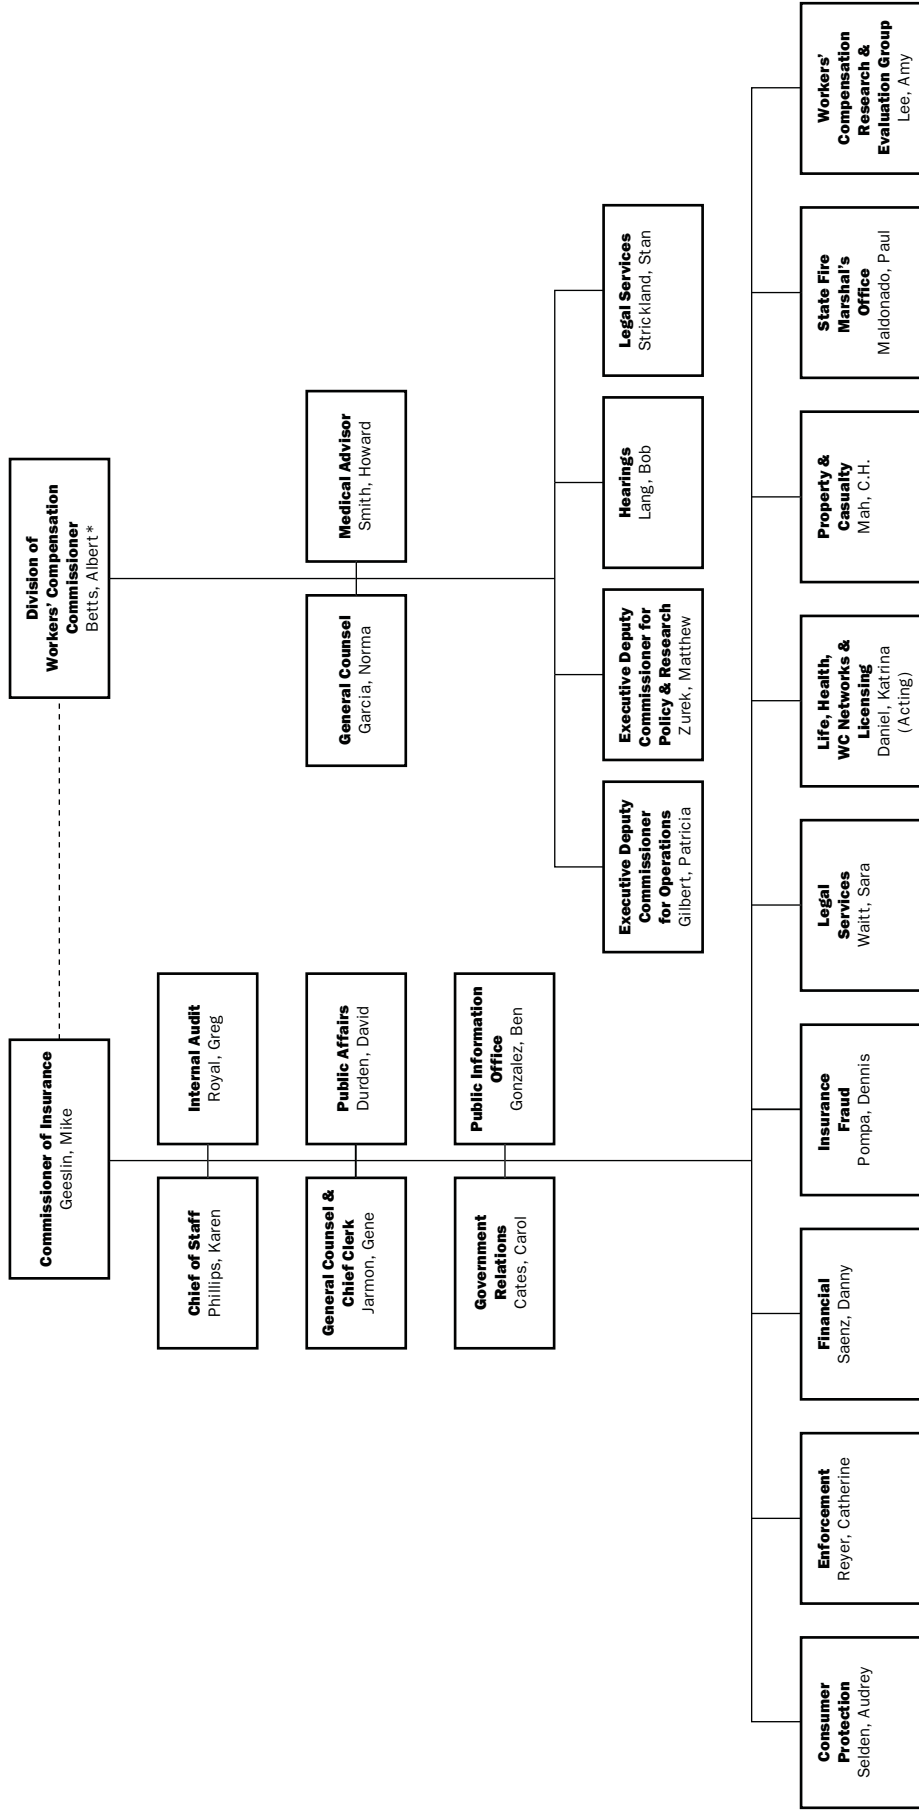 Commissioner of Insurance
Geeslin, Mike
Division of
Workers' Compensation
Commissioner
Betts, Albert*
Chief of Staff
Phillips, Karen
Internal Audit
Royal, Greg
General Counsel &
Chief Clerk
Jarmon, Gene
Public Affairs
Durden, David
General Counsel
Garcia, Norma
Medical Advisor
Smith, Howard
Government
Relations
Cates, Carol
Public Information
Office
Gonzalez, Ben
Executive Deputy
Commissioner
for Operations
Gilbert, Patricia
Executive Deputy
Commissioner for
Policy & Research
Zurek, Matthew
Hearings
Lang, Bob
Legal Services
Strickland, Stan
Consumer
Protection
Selden, Audrey
Enforcement
Reyer, Catherine
Financial
Saenz, Danny
Insurance
Fraud
Pompa, Dennis
Legal
Services
Waitt, Sara
Life, Health,
WC Networks &
Licensing
Daniel, Katrina
(Acting)
Property &
Casualty
Mah, C.H.
State Fire
Marshal's
Office
Maldonado, Paul
Workers'
Compensation
Research &
Evaluation Group
Lee, Amy